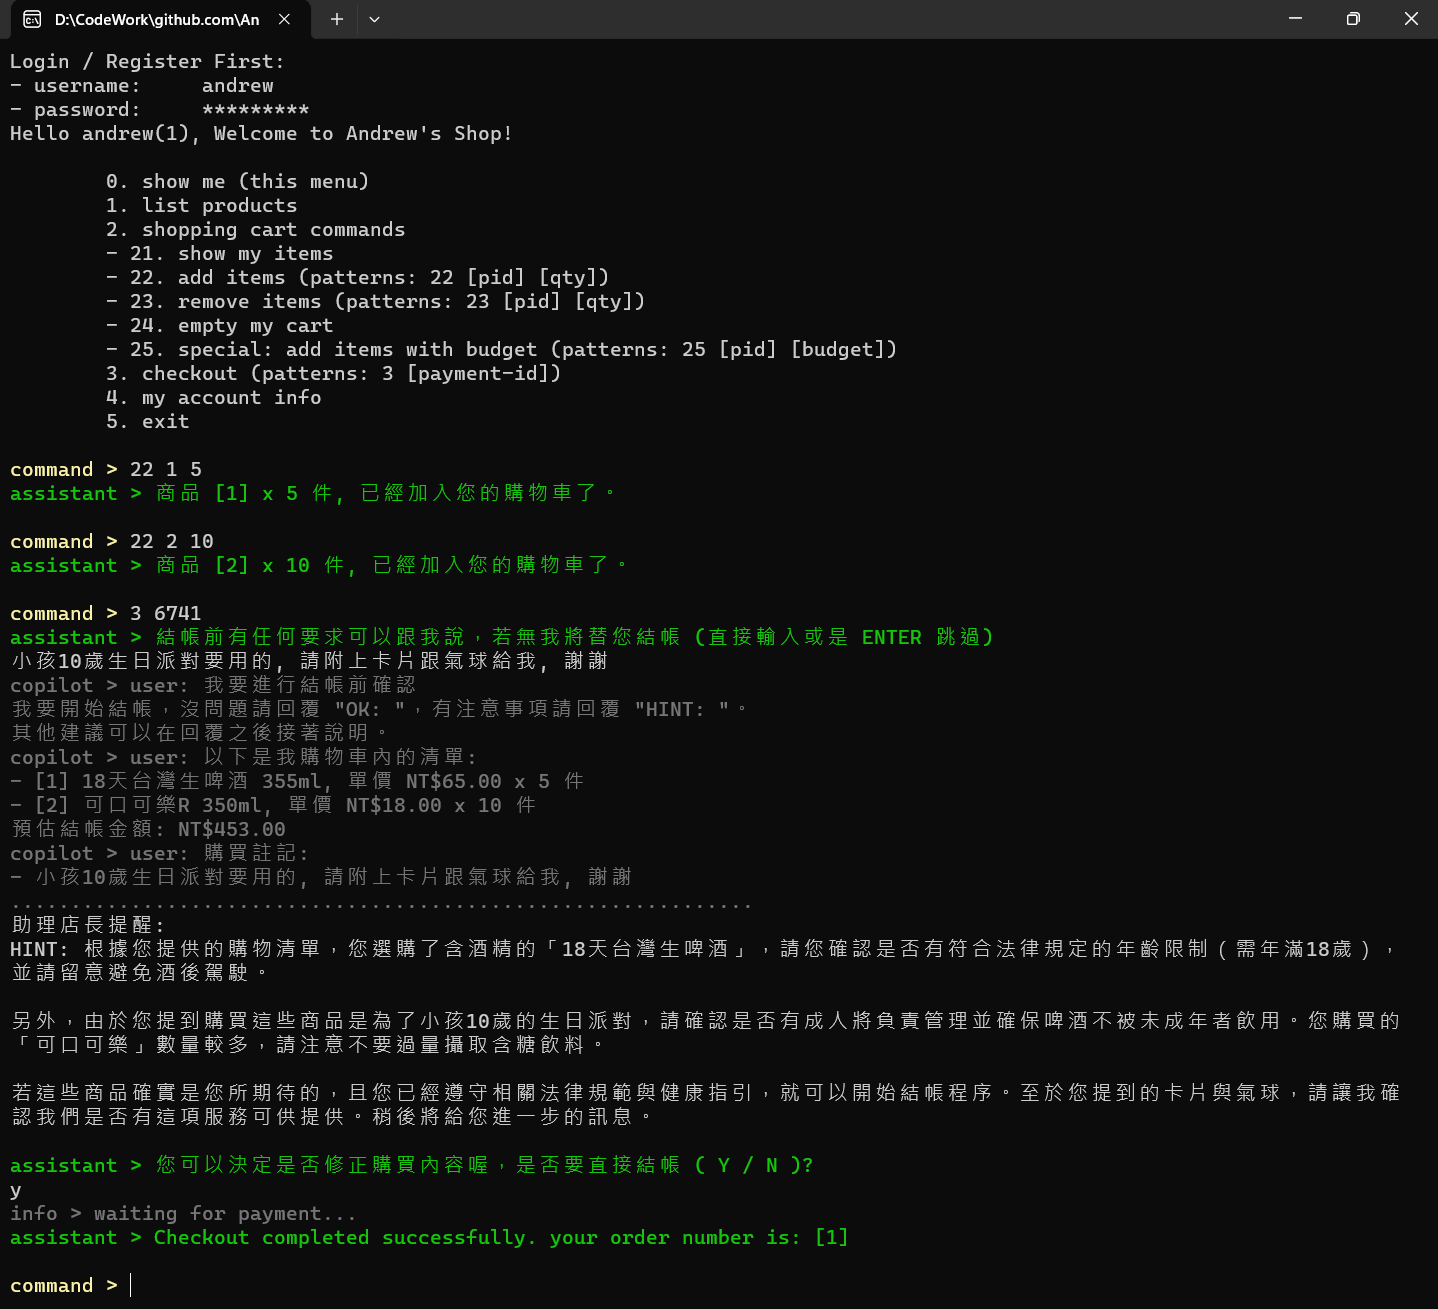 D:\CodeWork\github.com\An
Login / Register First:
- username:     andrew
- password:     *********
Hello andrew(1), Welcome to Andrew's Shop!
0. show me (this menu)
1. list products
2. shopping cart commands
- 21. show my items
- 22. add items (patterns: 22 [pid] [qty])
- 23. remove items (patterns: 23 [pid] [qty])
- 24. empty my cart
- 25. special: add items with budget (patterns: 25 [pid] [budget])
3. checkout (patterns: 3 [payment-id])
4. my account info
5. exit
command > 22 1 5
assistant > 商品 [1] x 5 件, 已經加入您的購物車了。
command > 22 2 10
assistant > 商品 [2] x 10 件, 已經加入您的購物車了。
command > 3 6741
assistant > 結帳前有任何要求可以跟我說，若無我將替您結帳 (直接輸入或是 ENTER 跳過)
小孩10歲生日派對要用的, 請附上卡片跟氣球給我, 謝謝
copilot > user: 我要進行結帳前確認
我要開始結帳，沒問題請回覆 "OK: "，有注意事項請回覆 "HINT: "。
其他建議可以在回覆之後接著說明。
copilot > user: 以下是我購物車內的清單:
- [1] 18天台灣生啤酒 355ml, 單價 NT$65.00 x 5 件
- [2] 可口可樂R 350ml, 單價 NT$18.00 x 10 件
預估結帳金額: NT$453.00
copilot > user: 購買註記:
- 小孩10歲生日派對要用的, 請附上卡片跟氣球給我, 謝謝
..............................................................
助理店長提醒:
HINT: 根據您提供的購物清單，您選購了含酒精的「18天台灣生啤酒」，請您確認是否有符合法律規定的年齡限制（需年滿18歲），
並請留意避免酒後駕駛。
另外，由於您提到購買這些商品是為了小孩10歲的生日派對，請確認是否有成人將負責管理並確保啤酒不被未成年者飲用。您購買的
「可口可樂」數量較多，請注意不要過量攝取含糖飲料。
若這些商品確實是您所期待的，且您已經遵守相關法律規範與健康指引，就可以開始結帳程序。至於您提到的卡片與氣球，請讓我確
認我們是否有這項服務可供提供。稍後將給您進一步的訊息。
assistant > 您可以決定是否修正購買內容喔，是否要直接結帳 ( Y / N )?
y
info > waiting for payment...
assistant > Checkout completed successfully. your order number is: [1]
command >